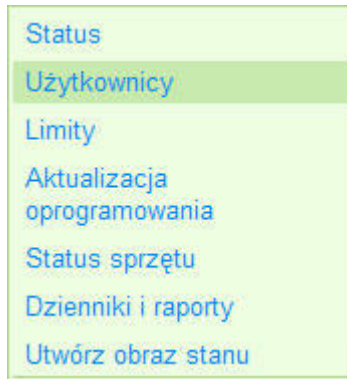 Status
Użytkownicy
Limity
Aktualizacja
oprogramowania
Status sprzętu
Dzienniki i raporty
Utwórz obraz stanu